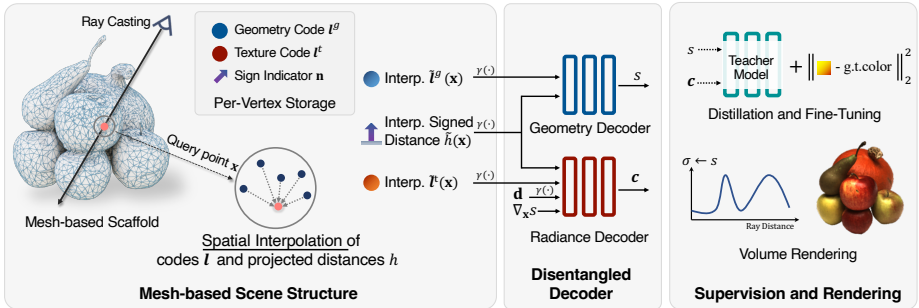 Ray Casting
Geometry Code l^g
Texture Code l^t
Sign Indicator n
Per-Vertex Storage
Query point x
Mesh-based Scaffold
Spatial Interpolation of
codes l and projected distances h
Mesh-based Scene Structure
Interp. l̃^g(x)
γ(·)
Interp. Signed
Distance h̃(x)
γ(·)
Interp. l̃^t(x)
γ(·)
s
Geometry Decoder
d γ(·)
∇ₓs
c
Radiance Decoder
Disentangled
Decoder
s
c
Teacher
Model
+ ‖ - g.t.color‖₂²
Distillation and Fine-Tuning
σ ← s
Ray Distance
Volume Rendering
Supervision and Rendering